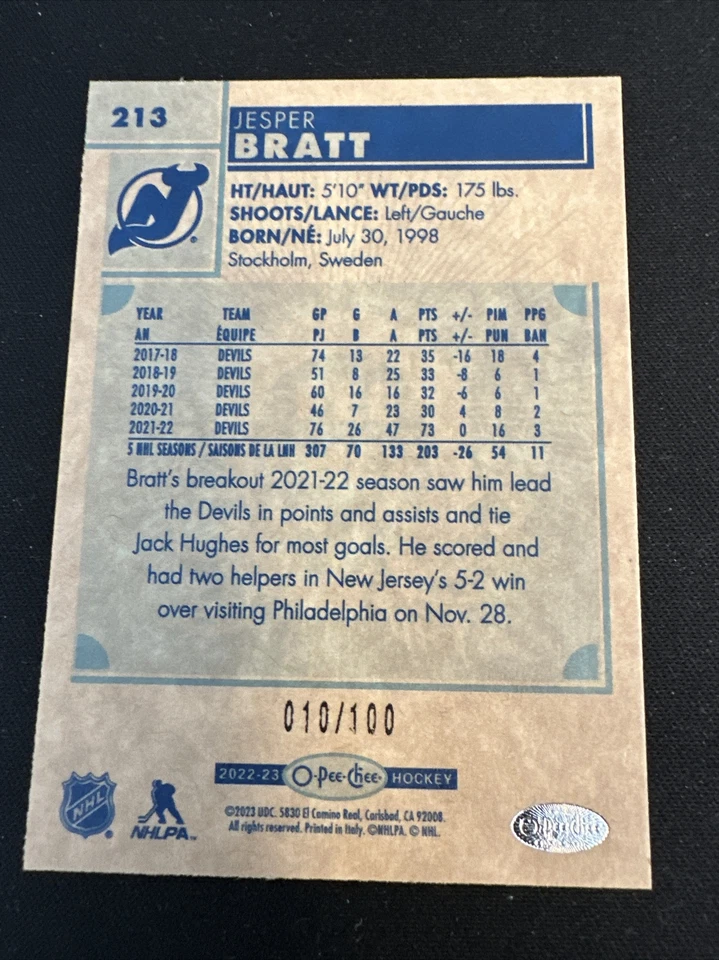 213
JESPER
BRATT
HT/HAUT: 5'10" WT/PDS: 175 lbs.
SHOOTS/LANCE: Left/Gauche
BORN/NÉ: July 30, 1998
Stockholm, Sweden
YEAR TEAM GP G A PTS +/- PIM PPG
AN ÉQUIPE PJ B A PTS +/- PUN BAN
2017-18 DEVILS 74 13 22 35 -16 18 4
2018-19 DEVILS 51 8 25 33 -8 6 1
2019-20 DEVILS 60 16 16 32 -6 6 1
2020-21 DEVILS 46 7 23 30 4 8 2
2021-22 DEVILS 76 26 47 73 0 16 3
5 NHL SEASONS / SAISONS DE LA LNH 307 70 133 203 -26 54 11
Bratt's breakout 2021-22 season saw him lead
the Devils in points and assists and tie
Jack Hughes for most goals. He scored and
had two helpers in New Jersey's 5-2 win
over visiting Philadelphia on Nov. 28.
010/100
2022-23 O-Pee-Chee HOCKEY
NHL
NHLPA™
©2023 UDC. 5830 El Camino Real, Carlsbad, CA 92008.
All rights reserved. Printed in Italy. ©NHLPA. © NHL.
O-Pee-Chee